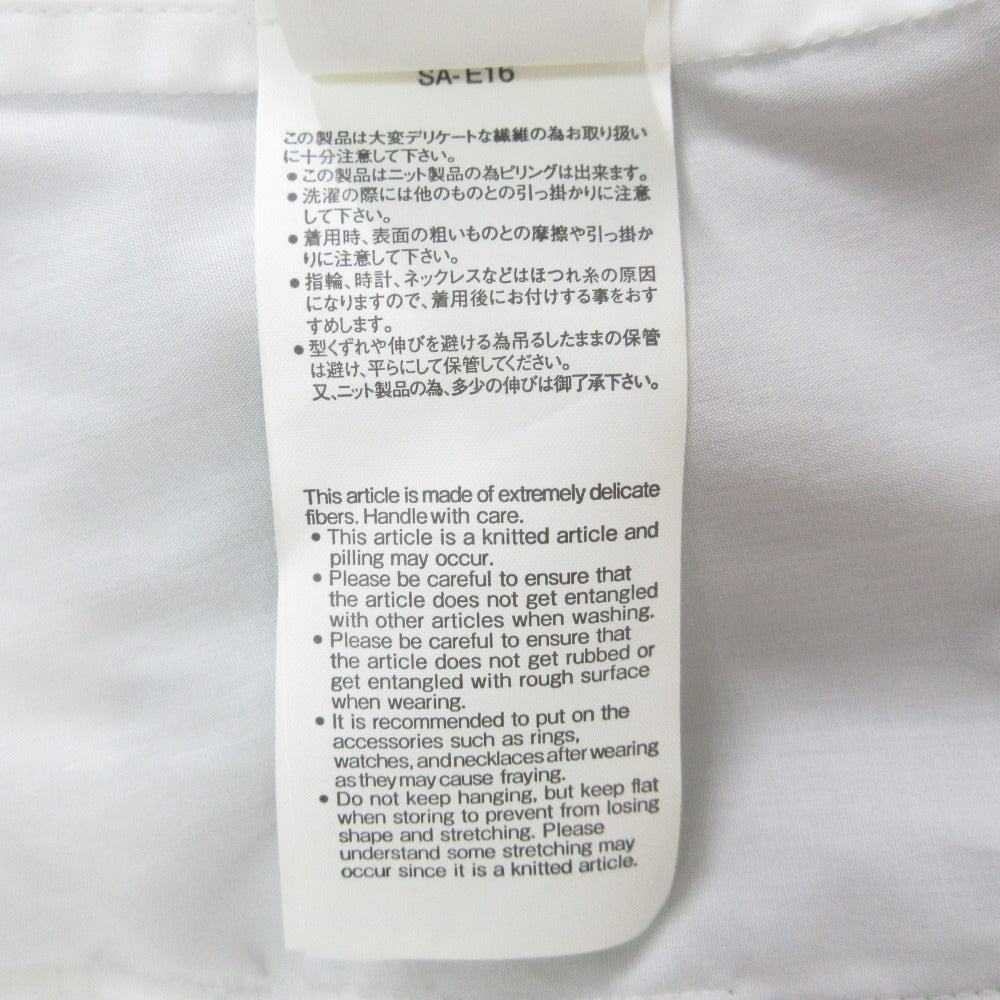 SA-E16
この製品は大変デリケートな繊維の為お取り扱い
に十分注意して下さい。
●この製品はニット製品の為ピリングは出来ます。
●洗濯の際には他のものとの引っ掛かりに注意
して下さい。
●着用時、表面の粗いものとの摩擦や引っ掛か
りに注意して下さい。
●指輪、時計、ネックレスなどはほつれ糸の原因
になりますので、着用後にお付けする事をおす
すめします。
●型くずれや伸びを避ける為吊るしたままの保管
は避け、平らにして保管してください。
又、ニット製品の為、多少の伸びは御了承下さい。
This article is made of extremely delicate
fibers. Handle with care.
● This article is a knitted article and
pilling may occur.
● Please be careful to ensure that
the article does not get entangled
with other articles when washing.
● Please be careful to ensure that
the article does not get rubbed or
get entangled with rough surface
when wearing.
● It is recommended to put on the
accessories such as rings,
watches, and necklaces after wearing
as they may cause fraying.
● Do not keep hanging, but keep flat
when storing to prevent from losing
shape and stretching. Please
understand some stretching may
occur since it is a knitted article.